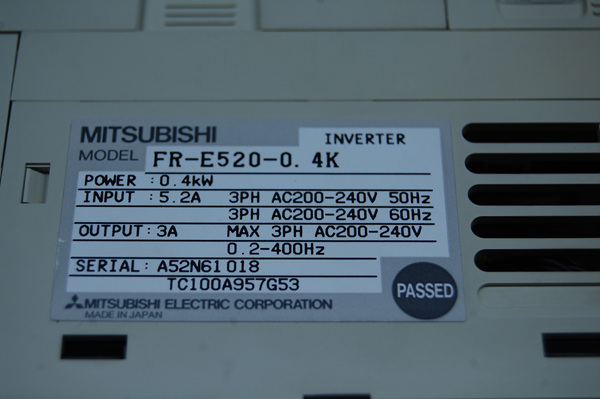 MITSUBISHI INVERTER
MODEL FR-E520-0.4K
POWER :0.4kW
INPUT :5.2A 3PH AC200-240V 50Hz
3PH AC200-240V 60Hz
OUTPUT:3A MAX 3PH AC200-240V
0.2-400Hz
SERIAL: A52N61018
TC100A957G53
PASSED
MITSUBISHI ELECTRIC CORPORATION
MADE IN JAPAN